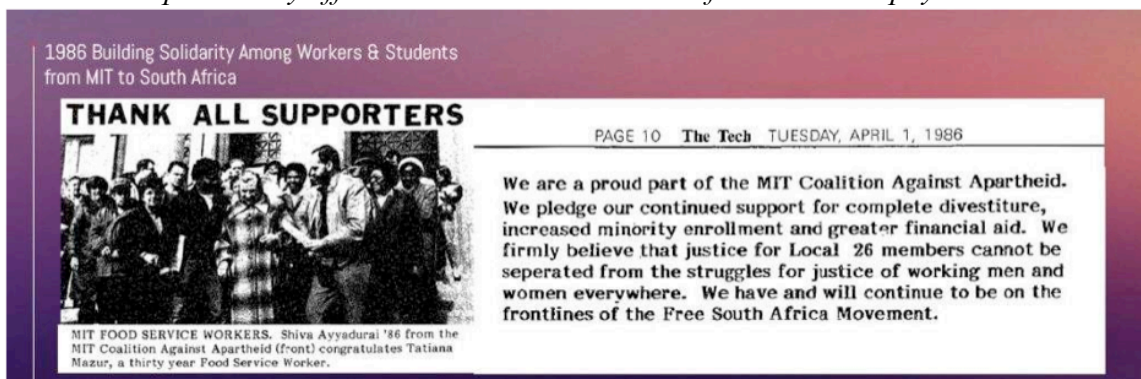 1986 Building Solidarity Among Workers & Students
from MIT to South Africa
THANK ALL SUPPORTERS
MIT FOOD SERVICE WORKERS. Shiva Ayyadurai '86 from the
MIT Coalition Against Apartheid (front) congratulates Tatiana
Mazur, a thirty year Food Service Worker.
PAGE 10 The Tech TUESDAY, APRIL 1, 1986
We are a proud part of the MIT Coalition Against Apartheid.
We pledge our continued support for complete divestiture,
increased minority enrollment and greater financial aid. We
firmly believe that justice for Local 26 members cannot be
seperated from the struggles for justice of working men and
women everywhere. We have and will continue to be on the
frontlines of the Free South Africa Movement.